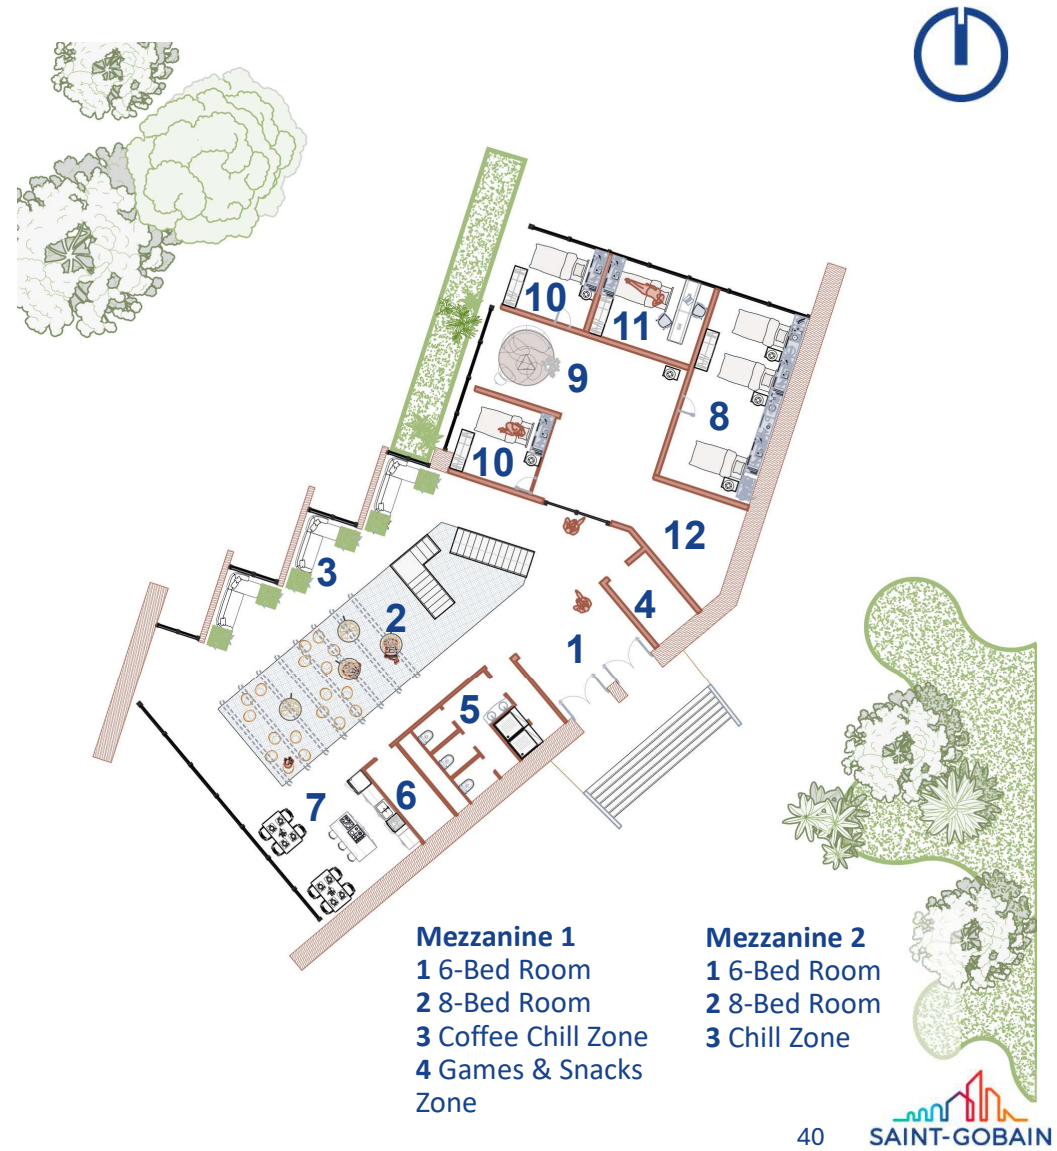 10
11
9
8
10
12
3
2
4
1
5
6
7
Mezzanine 1
1 6-Bed Room
2 8-Bed Room
3 Coffee Chill Zone
4 Games & Snacks
Zone
Mezzanine 2
1 6-Bed Room
2 8-Bed Room
3 Chill Zone
40
SAINT-GOBAIN